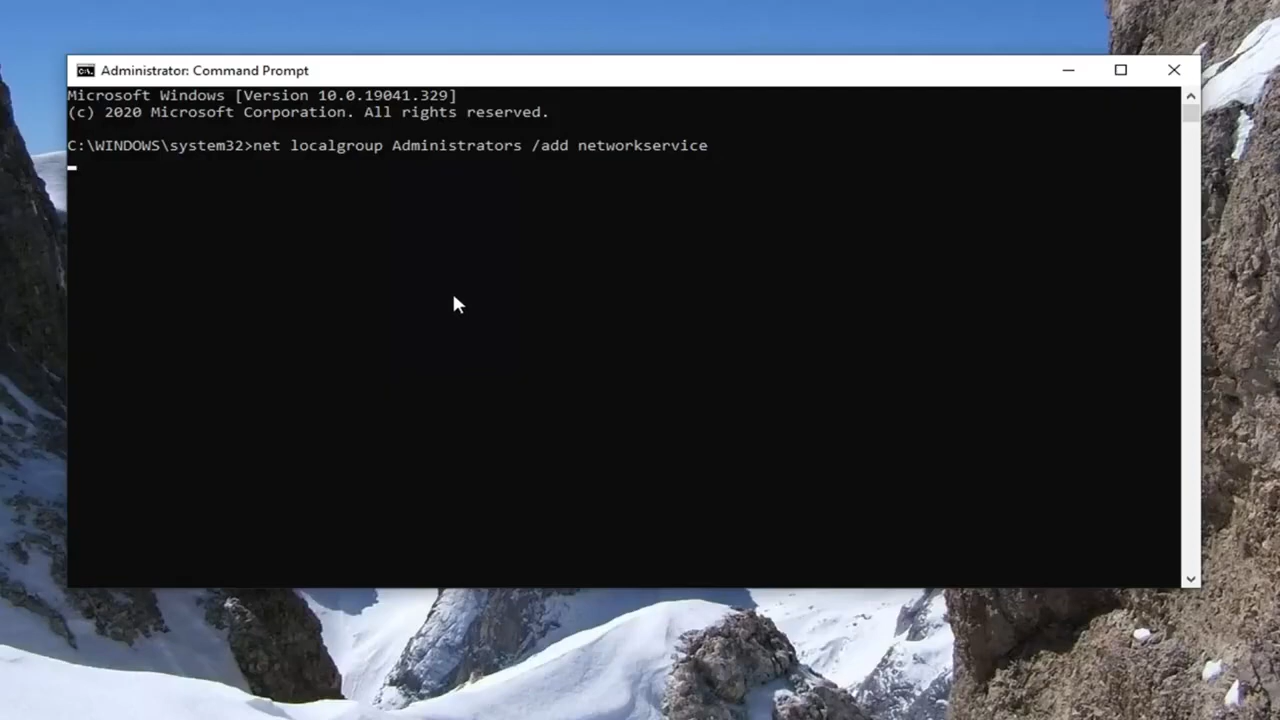 Administrator: Command Prompt
Microsoft Windows [Version 10.0.19041.329]
(c) 2020 Microsoft Corporation. All rights reserved.
C:\WINDOWS\system32>net localgroup Administrators /add networkservice